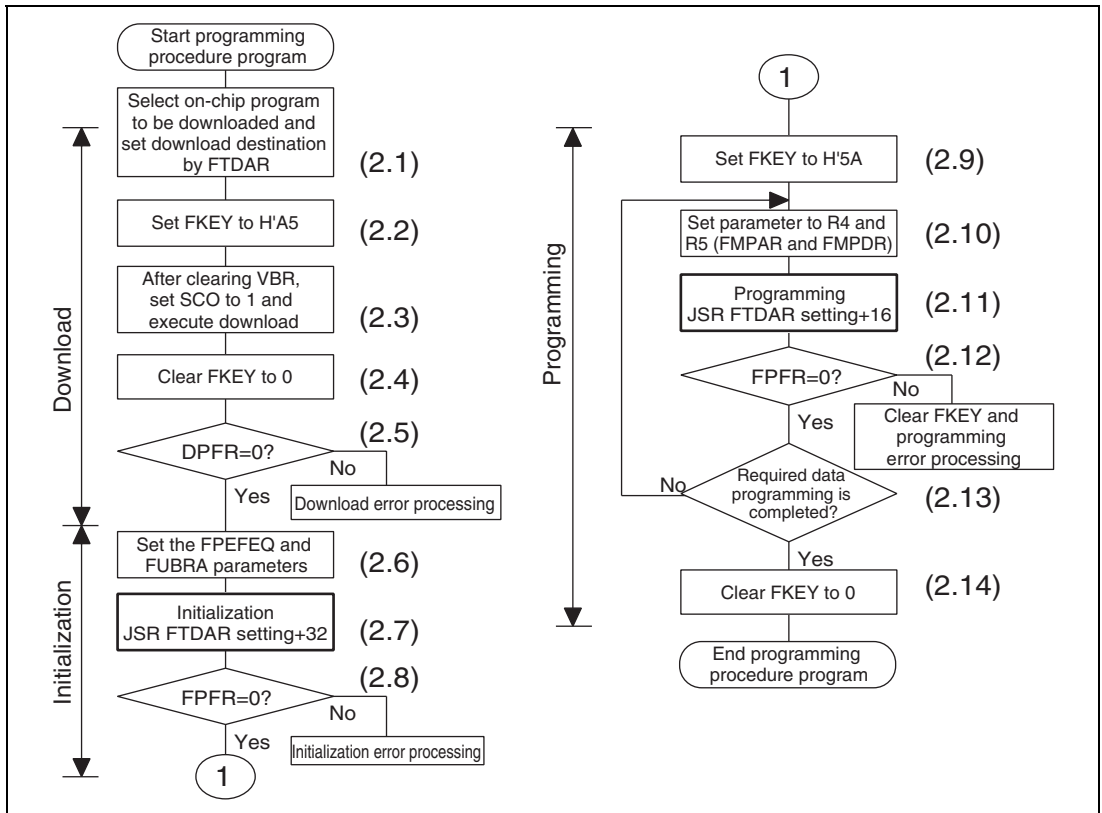 Start programming
procedure program
Select on-chip program
to be downloaded and
set download destination
by FTDAR
(2.1)
Set FKEY to H'A5
(2.2)
After clearing VBR,
set SCO to 1 and
execute download
(2.3)
Clear FKEY to 0
(2.4)
DPFR=0?
(2.5)
No
Yes
Download error processing
Download
Set the FPEFEQ and
FUBRA parameters
(2.6)
Initialization
JSR FTDAR setting+32
(2.7)
FPFR=0?
(2.8)
No
Yes
Initialization error processing
1
Initialization
1
Set FKEY to H'5A
(2.9)
Set parameter to R4 and
R5 (FMPAR and FMPDR)
(2.10)
Programming
JSR FTDAR setting+16
(2.11)
FPFR=0?
(2.12)
No
Yes
Clear FKEY and
programming
error processing
Required data
programming is
completed?
(2.13)
No
Yes
Clear FKEY to 0
(2.14)
Programming
End programming
procedure program